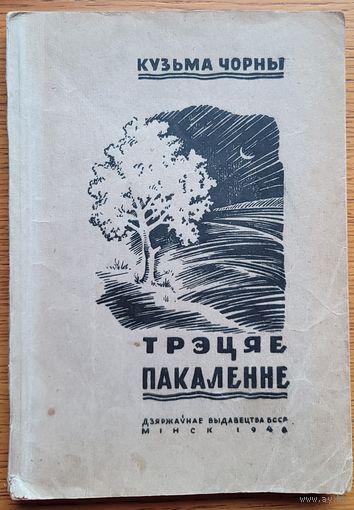 КУЗЬМА ЧОРНЫ
ТРЭЦЯЕ
ПАКАЛЕННЕ
ДЗЯРЖАЎНАЕ ВЫДАВЕЦТВА БССР
МІНСК